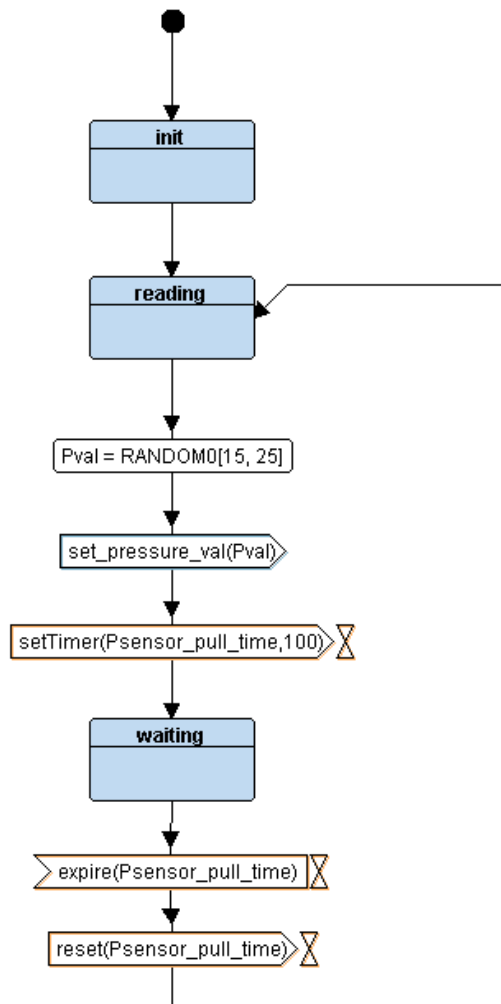 init
reading
Pval = RANDOM0[15, 25]
set_pressure_val(Pval)
setTimer(Psensor_pull_time,100)
waiting
expire(Psensor_pull_time)
reset(Psensor_pull_time)